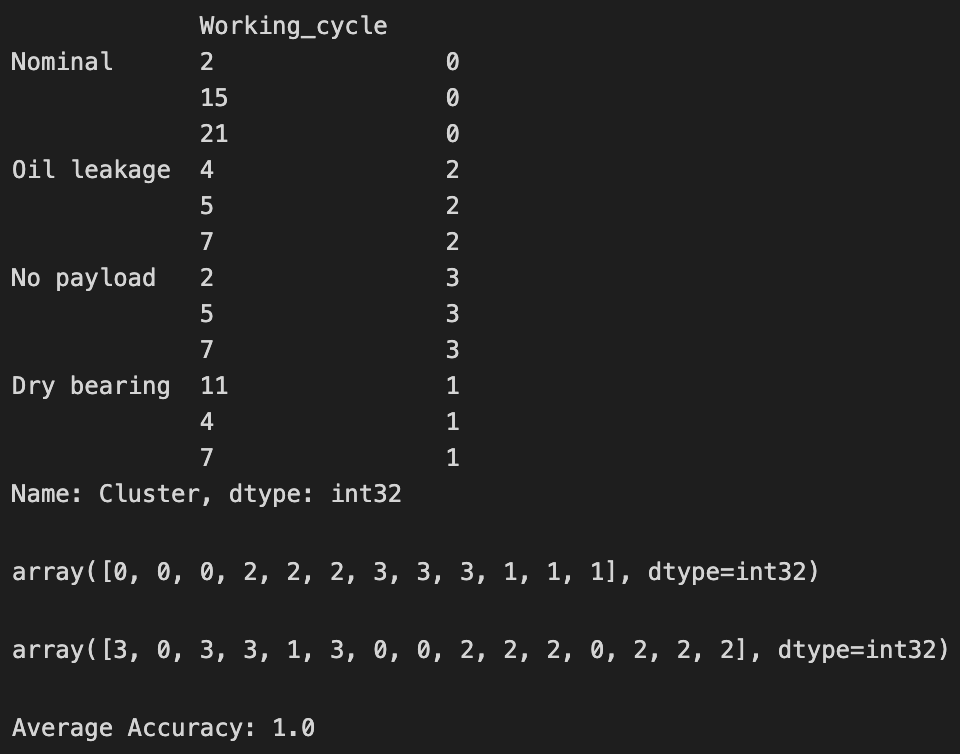 Working_cycle
Nominal 2 0
15 0
21 0
Oil leakage 4 2
5 2
7 2
No payload 2 3
5 3
7 3
Dry bearing 11 1
4 1
7 1
Name: Cluster, dtype: int32
array([0, 0, 0, 2, 2, 2, 3, 3, 3, 1, 1, 1], dtype=int32)
array([3, 0, 3, 3, 1, 3, 0, 0, 2, 2, 2, 0, 2, 2, 2], dtype=int32)
Average Accuracy: 1.0